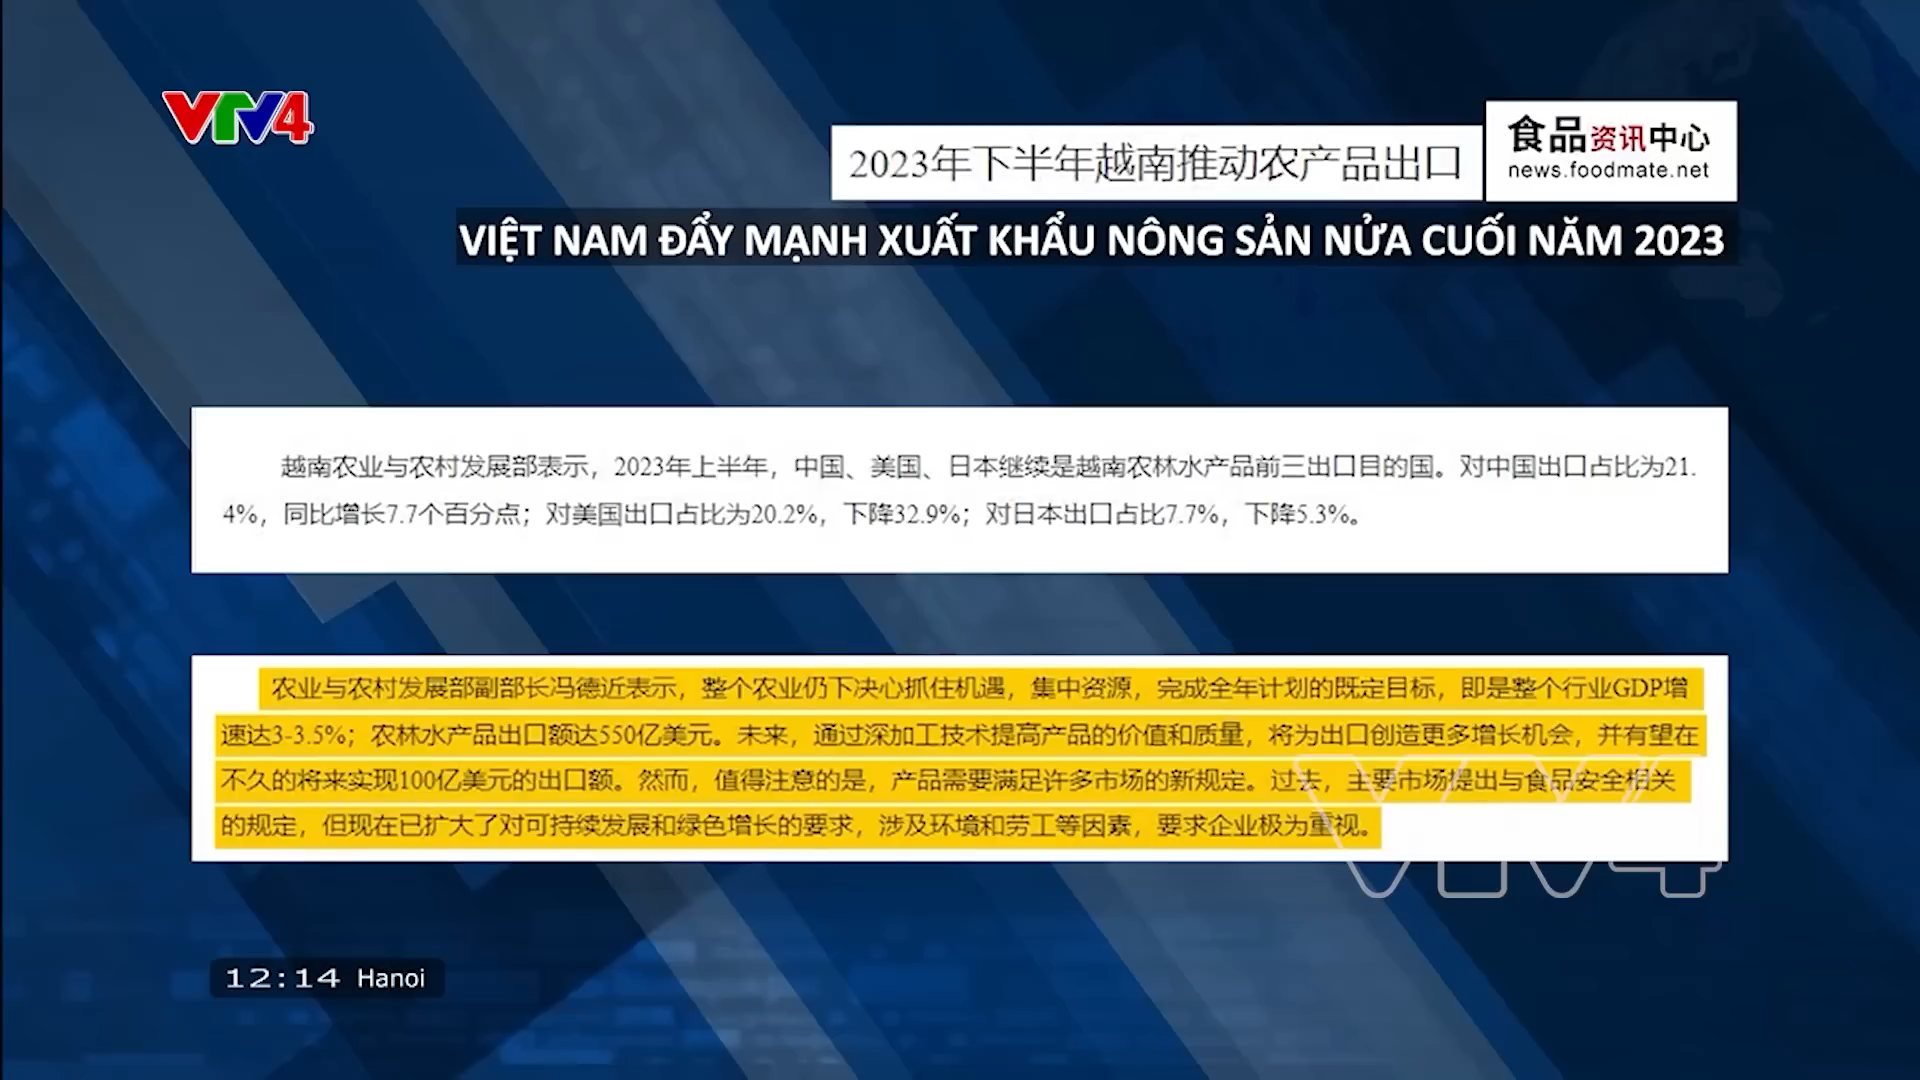 VTV4
食品资讯中心
2023年下半年越南推动农产品出口
news.foodmate.net
VIỆT NAM ĐẨY MẠNH XUẤT KHẨU NÔNG SẢN NỬA CUỐI NĂM 2023
越南农业与农村发展部表示，2023年上半年，中国、美国、日本继续是越南农林水产品前三出口目的国。对中国出口占比为21.
4%，同比增长7.7个百分点；对美国出口占比为20.2%，下降32.9%；对日本出口占比7.7%，下降5.3%。
农业与农村发展部副部长冯德近表示，整个农业仍下决心抓住机遇，集中资源，完成全年计划的既定目标，即是整个行业GDP增
速达3-3.5%；农林水产品出口额达550亿美元。未来，通过深加工技术提高产品的价值和质量，将为出口创造更多增长机会，并有望在
不久的将来实现100亿美元的出口额。然而，值得注意的是，产品需要满足许多市场的新规定。过去，主要市场提出与食品安全相关
的规定，但现在已扩大了对可持续发展和绿色增长的要求，涉及环境和劳工等因素，要求企业极为重视。
VTV4
12:14 Hanoi